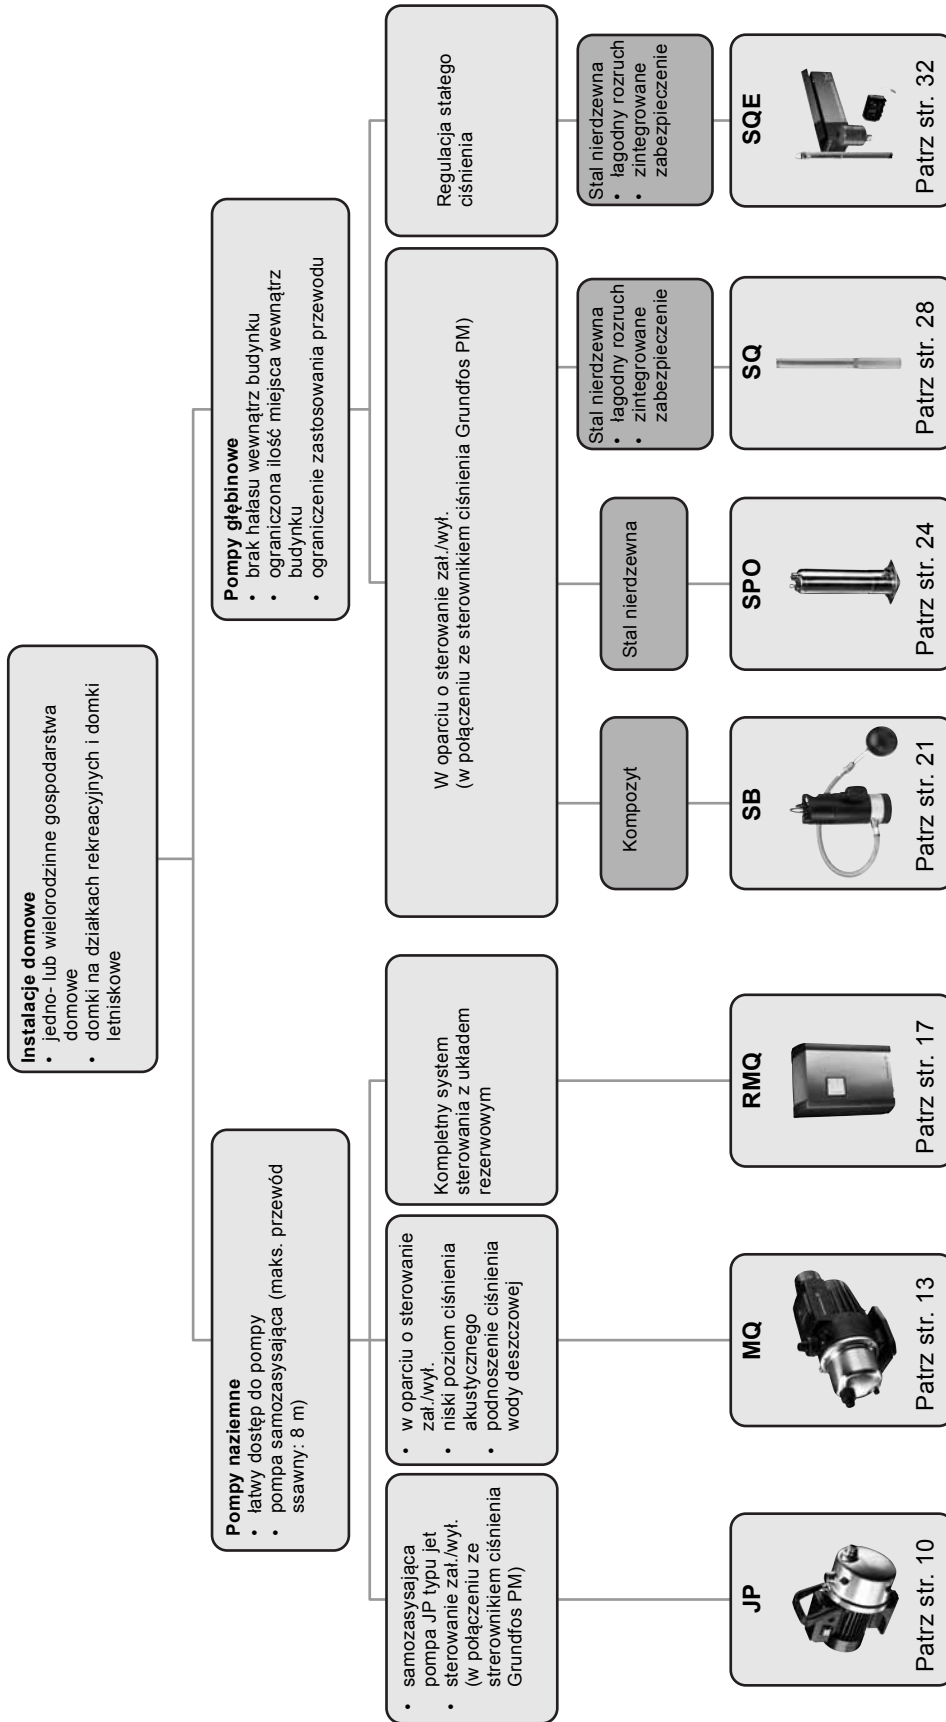 Instalacje domowe
• jedno- lub wielorodzinne gospodarstwa
domowe
• domki na działkach rekreacyjnych i domki
letniskowe
Pompy naziemne
• łatwy dostęp do pompy
• pompa samozasysająca (maks. przewód
ssawny: 8 m)
Pompy głębinowe
• brak hałasu wewnątrz budynku
• ograniczona ilość miejsca wewnątrz
budynku
• ograniczenie zastosowania przewodu
• samozasysająca
pompa JP typu jet
• sterowanie zał./wył.
(w połączeniu ze
strerownikiem ciśnienia
Grundfos PM)
• w oparciu o sterowanie
zał./wył.
• niski poziom ciśnienia
akustycznego
• podnoszenie ciśnienia
wody deszczowej
Kompletny system
sterowania z układem
rezerwowym
W oparciu o sterowanie zał./wył.
(w połączeniu ze sterownikiem ciśnienia Grundfos PM)
Regulacja stałego
ciśnienia
Kompozyt
Stal nierdzewna
Stal nierdzewna
• łagodny rozruch
• zintegrowane
zabezpieczenie
Stal nierdzewna
• łagodny rozruch
• zintegrowane
zabezpieczenie
JP
Patrz str. 10
MQ
Patrz str. 13
RMQ
Patrz str. 17
SB
Patrz str. 21
SPO
Patrz str. 24
SQ
Patrz str. 28
SQE
Patrz str. 32